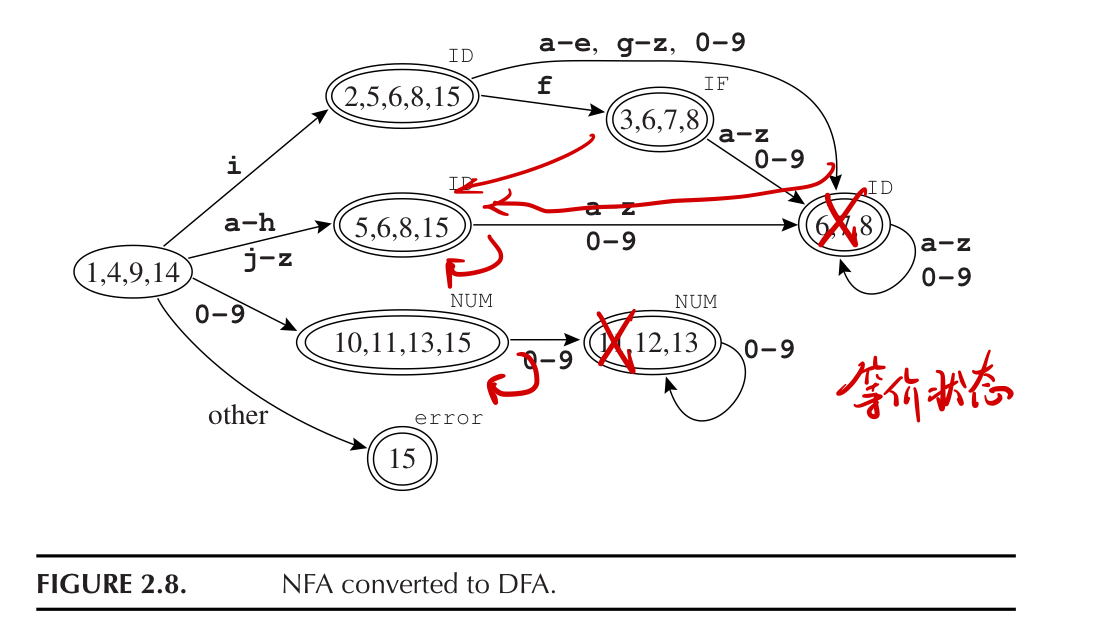 a-e, g-z, 0-9
ID
2,5,6,8,15
f
IF
3,6,7,8
a-z
0-9
i
ID
5,6,8,15
a-z
0-9
ID
6,7,8
a-z
0-9
a-h
j-z
1,4,9,14
0-9
NUM
10,11,13,15
0-9
NUM
11,12,13
0-9
等价状态
other
error
15
FIGURE 2.8. NFA converted to DFA.